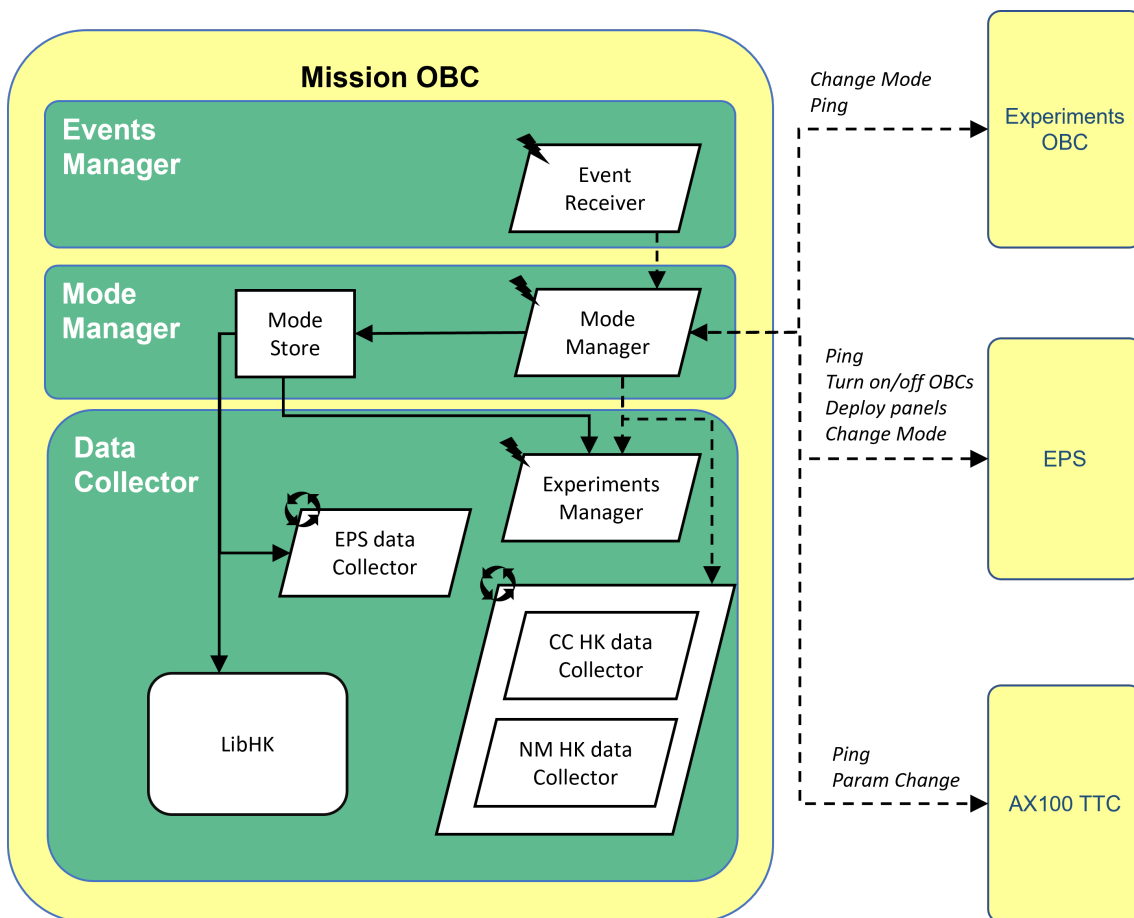 Mission OBC
Events
Manager
Event
Receiver
Mode
Manager
Mode
Store
Mode
Manager
Data
Collector
Experiments
Manager
EPS data
Collector
CC HK data
Collector
NM HK data
Collector
LibHK
Change Mode
Ping
Experiments
OBC
Ping
Turn on/off OBCs
Deploy panels
Change Mode
EPS
Ping
Param Change
AX100 TTC